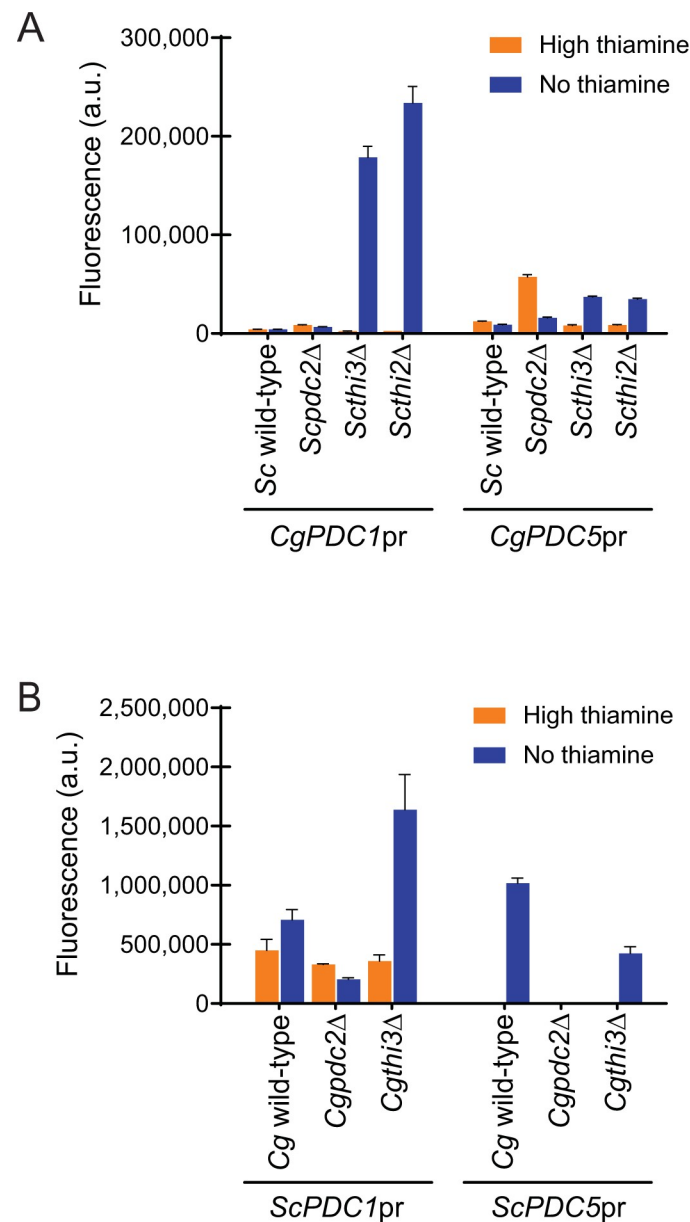 A
300,000
200,000
100,000
0
Fluorescence (a.u.)
High thiamine
No thiamine
Sc wild-type
Scpdc2Δ
Scthi3Δ
Scthi2Δ
Sc wild-type
Scpdc2Δ
Scthi3Δ
Scthi2Δ
CgPDC1pr
CgPDC5pr
B
2,500,000
2,000,000
1,500,000
1,000,000
500,000
0
Fluorescence (a.u.)
High thiamine
No thiamine
Cg wild-type
Cgpdc2Δ
Cgthi3Δ
Cg wild-type
Cgpdc2Δ
Cgthi3Δ
ScPDC1pr
ScPDC5pr